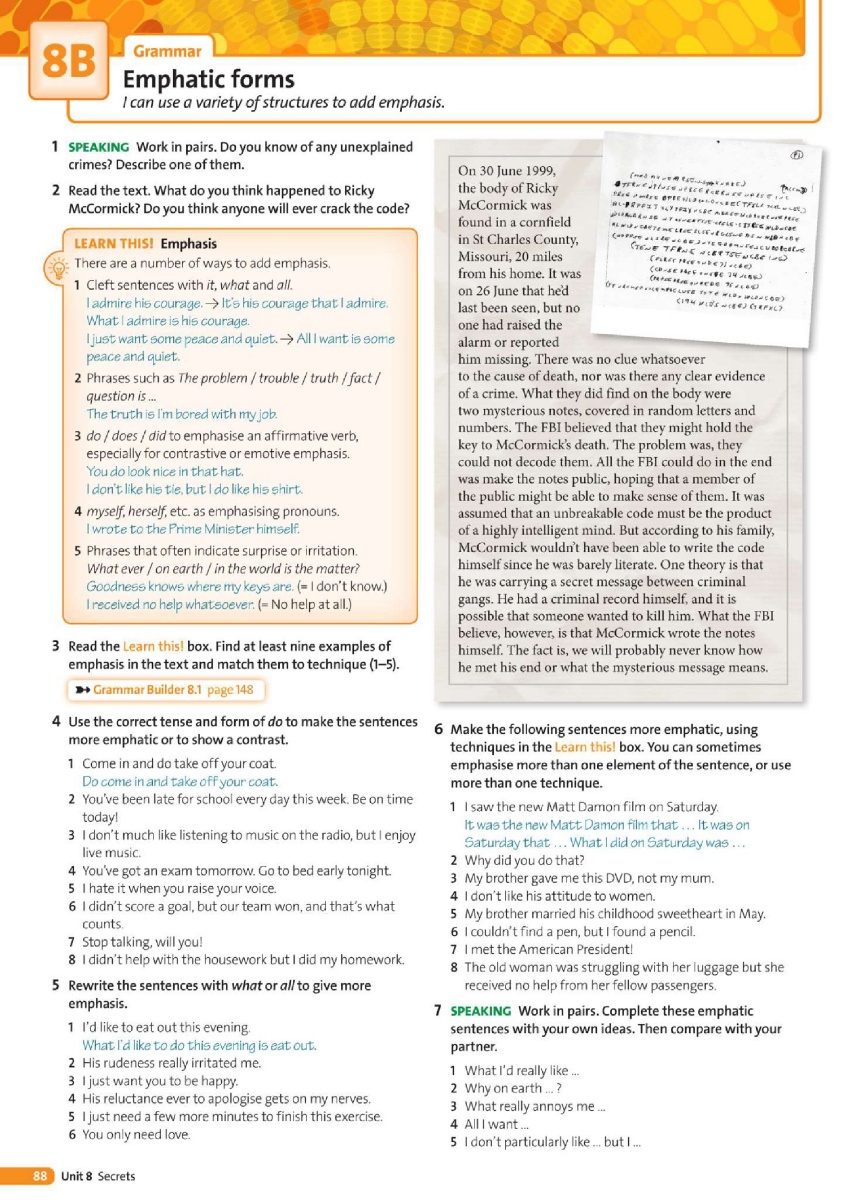 8B
Grammar
Emphatic forms
I can use a variety of structures to add emphasis.
1 SPEAKING Work in pairs. Do you know of any unexplained
crimes? Describe one of them.
2 Read the text. What do you think happened to Ricky
McCormick? Do you think anyone will ever crack the code?
LEARN THIS! Emphasis
There are a number of ways to add emphasis.
1 Cleft sentences with it, what and all.
I admire his courage. → It's his courage that I admire.
What I admire is his courage.
I just want some peace and quiet. → All I want is some
peace and quiet.
2 Phrases such as The problem / trouble / truth / fact /
question is ...
The truth is I'm bored with my job.
3 do / does / did to emphasise an affirmative verb,
especially for contrastive or emotive emphasis.
You do look nice in that hat.
I don't like his tie, but I do like his shirt.
4 myself, herself, etc. as emphasising pronouns.
I wrote to the Prime Minister himself.
5 Phrases that often indicate surprise or irritation.
What ever / on earth / in the world is the matter?
Goodness knows where my keys are. (= I don't know.)
I received no help whatsoever. (= No help at all.)
3 Read the Learn this! box. Find at least nine examples of
emphasis in the text and match them to technique (1–5).
Grammar Builder 8.1 page 148
4 Use the correct tense and form of do to make the sentences
more emphatic or to show a contrast.
1 Come in and do take off your coat.
Do come in and take off your coat.
2 You've been late for school every day this week. Be on time
today!
3 I don't much like listening to music on the radio, but I enjoy
live music.
4 You've got an exam tomorrow. Go to bed early tonight.
5 I hate it when you raise your voice.
6 I didn't score a goal, but our team won, and that's what
counts.
7 Stop talking, will you!
8 I didn't help with the housework but I did my homework.
5 Rewrite the sentences with what or all to give more
emphasis.
1 I'd like to eat out this evening.
What I'd like to do this evening is eat out.
2 His rudeness really irritated me.
3 I just want you to be happy.
4 His reluctance ever to apologise gets on my nerves.
5 I just need a few more minutes to finish this exercise.
6 You only need love.
On 30 June 1999,
the body of Ricky
McCormick was
found in a cornfield
in St Charles County,
Missouri, 20 miles
from his home. It was
on 26 June that he'd
last been seen, but no
one had raised the
alarm or reported
him missing. There was no clue whatsoever
to the cause of death, nor was there any clear evidence
of a crime. What they did find on the body were
two mysterious notes, covered in random letters and
numbers. The FBI believed that they might hold the
key to McCormick's death. The problem was, they
could not decode them. All the FBI could do in the end
was make the notes public, hoping that a member of
the public might be able to make sense of them. It was
assumed that an unbreakable code must be the product
of a highly intelligent mind. But according to his family,
McCormick wouldn't have been able to write the code
himself since he was barely literate. One theory is that
he was carrying a secret message between criminal
gangs. He had a criminal record himself, and it is
possible that someone wanted to kill him. What the FBI
believe, however, is that McCormick wrote the notes
himself. The fact is, we will probably never know how
he met his end or what the mysterious message means.
6 Make the following sentences more emphatic, using
techniques in the Learn this! box. You can sometimes
emphasise more than one element of the sentence, or use
more than one technique.
1 I saw the new Matt Damon film on Saturday.
It was the new Matt Damon film that ... It was on
Saturday that ... What I did on Saturday was ...
2 Why did you do that?
3 My brother gave me this DVD, not my mum.
4 I don't like his attitude to women.
5 My brother married his childhood sweetheart in May.
6 I couldn't find a pen, but I found a pencil.
7 I met the American President!
8 The old woman was struggling with her luggage but she
received no help from her fellow passengers.
7 SPEAKING Work in pairs. Complete these emphatic
sentences with your own ideas. Then compare with your
partner.
1 What I'd really like ...
2 Why on earth ... ?
3 What really annoys me ...
4 All I want ...
5 I don't particularly like ... but I ...
88 Unit 8 Secrets